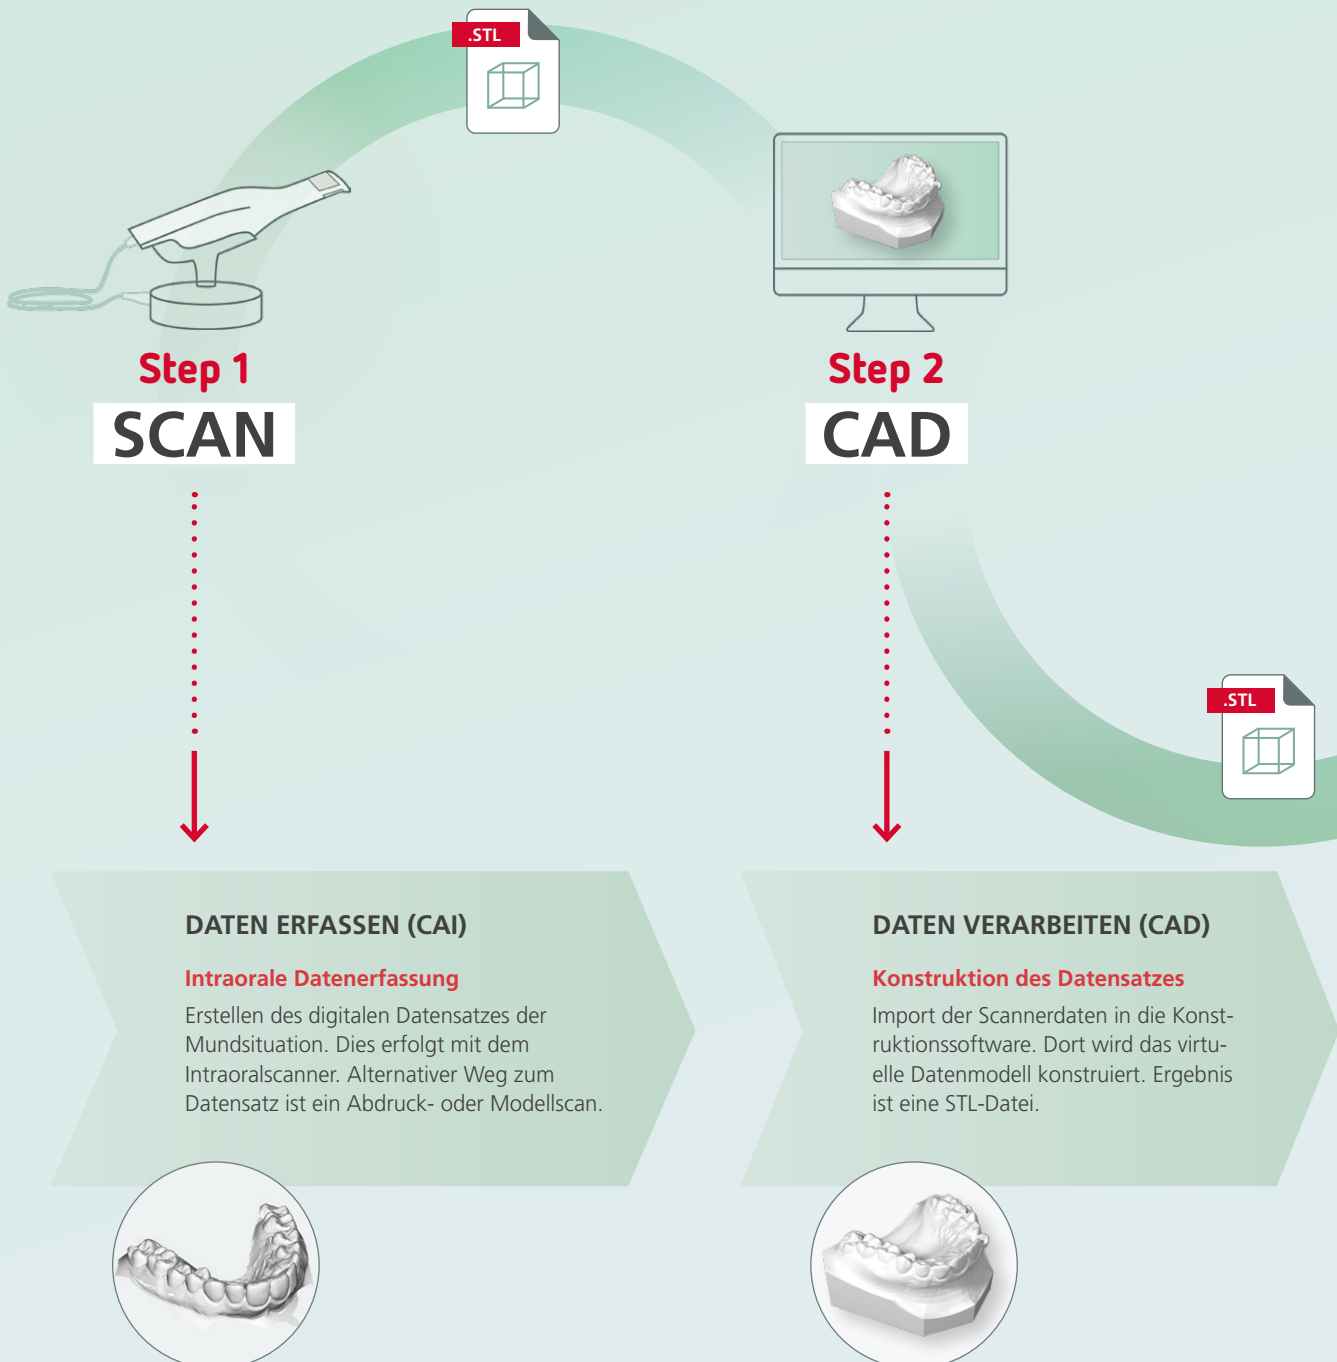 .STL
Step 1
SCAN
Step 2
CAD
.STL
DATEN ERFASSEN (CAI)
Intraorale Datenerfassung
Erstellen des digitalen Datensatzes der
Mundsituation. Dies erfolgt mit dem
Intraoralscanner. Alternativer Weg zum
Datensatz ist ein Abdruck- oder Modellscan.
DATEN VERARBEITEN (CAD)
Konstruktion des Datensatzes
Import der Scannerdaten in die Konst-
ruktionssoftware. Dort wird das virtu-
elle Datenmodell konstruiert. Ergebnis
ist eine STL-Datei.